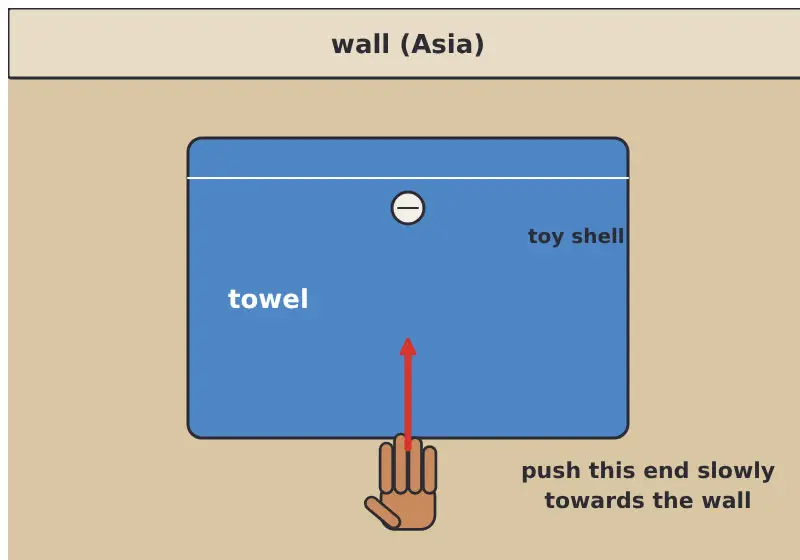 wall (Asia)
toy shell
towel
push this end slowly
towards the wall